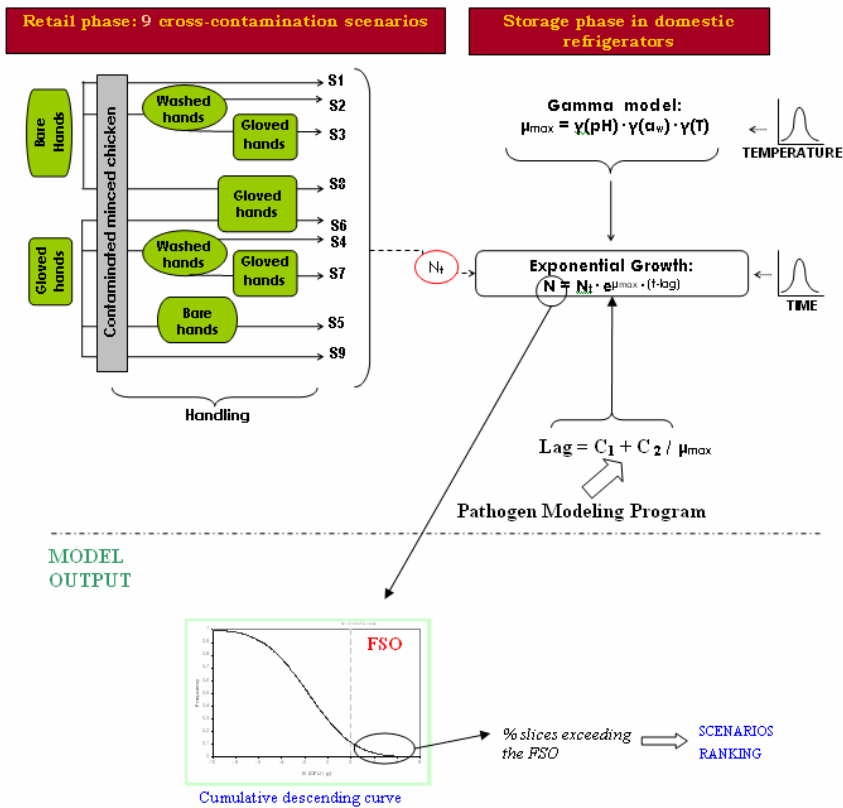 Retail phase: 9 cross-contamination scenarios
Storage phase in domestic
refrigerators
Bare
Hands
Gloved
hands
Contaminated minced chicken
Washed
hands
Gloved
hands
Gloved
hands
Washed
hands
Gloved
hands
Bare
hands
S1
S2
S3
S8
S6
S4
S7
S5
S9
Handling
Nt
Gamma model:
μmax = γ(pH)·γ(aw)·γ(T)
TEMPERATURE
Exponential Growth:
N = Nt · e μmax · (t-lag)
TIME
Lag = C1 + C2 / μmax
Pathogen Modeling Program
MODEL
OUTPUT
FSO
Frequency
Cumulative descending curve
% slices exceeding
the FSO
SCENARIOS
RANKING